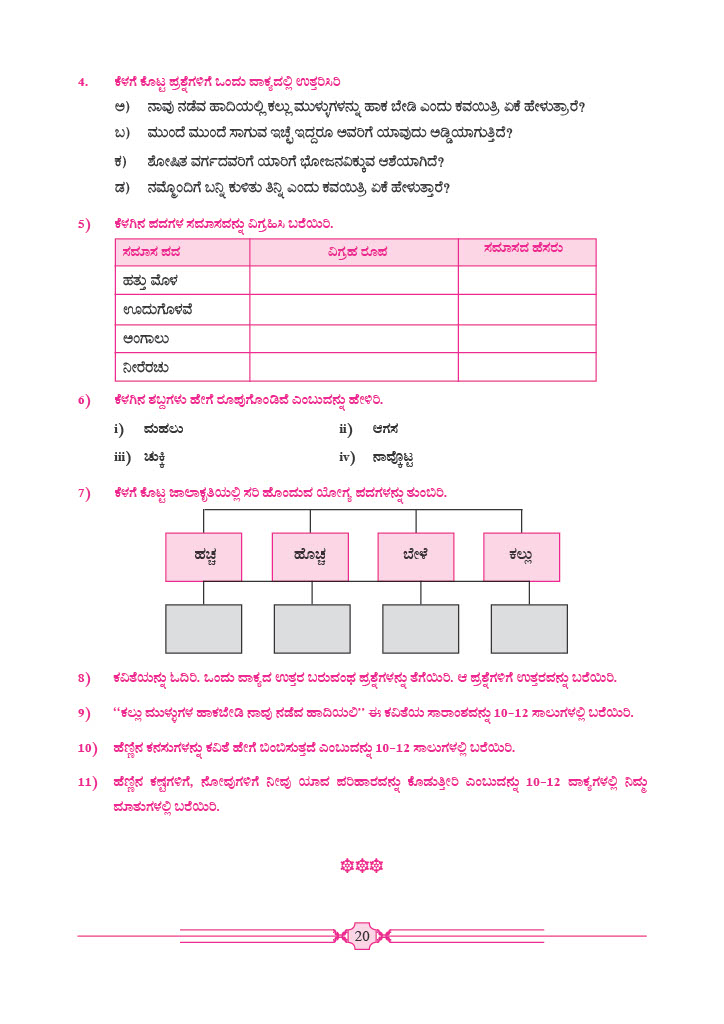 4. ಕೆಳಗೆ ಕೊಟ್ಟ ಪ್ರಶ್ನೆಗಳಿಗೆ ಒಂದು ವಾಕ್ಯದಲ್ಲಿ ಉತ್ತರಿಸಿರಿ
ಅ) ನಾವು ನಡೆವ ಹಾದಿಯಲ್ಲಿ ಕಲ್ಲು ಮುಳ್ಳುಗಳನ್ನು ಹಾಕ ಬೇಡಿ ಎಂದು ಕವಯಿತ್ರಿ ಏಕೆ ಹೇಳುತ್ತಾರೆ?
ಬ) ಮುಂದೆ ಮುಂದೆ ಸಾಗುವ ಇಚ್ಛೆ ಇದ್ದರೂ ಅವರಿಗೆ ಯಾವುದು ಅಡ್ಡಿಯಾಗುತ್ತಿದೆ?
ಕ) ಶೋಷಿತ ವರ್ಗದವರಿಗೆ ಯಾರಿಗೆ ಭೋಜನವಿಕ್ಕುವ ಆಶೆಯಾಗಿದೆ?
ಡ) ನಮ್ಮೊಂದಿಗೆ ಬನ್ನಿ ಕುಳಿತು ತಿನ್ನಿ ಎಂದು ಕವಯಿತ್ರಿ ಏಕೆ ಹೇಳುತ್ತಾರೆ?
5) ಕೆಳಗಿನ ಪದಗಳ ಸಮಾಸವನ್ನು ವಿಗ್ರಹಿಸಿ ಬರೆಯಿರಿ.
ಸಮಾಸ ಪದ ವಿಗ್ರಹ ರೂಪ ಸಮಾಸದ ಹೆಸರು
ಹತ್ತು ಮೊಳ
ಊದುಗೊಳವೆ
ಅಂಗಾಲು
ನೀರೆರಚು
6) ಕೆಳಗಿನ ಶಬ್ದಗಳು ಹೇಗೆ ರೂಪುಗೊಂಡಿವೆ ಎಂಬುದನ್ನು ಹೇಳಿರಿ.
i) ಮಹಲು ii) ಆಗಸ
iii) ಚುಕ್ಕಿ iv) ನಾವ್ಕೊಟ್ಟ
7) ಕೆಳಗೆ ಕೊಟ್ಟ ಜಾಲಾಕೃತಿಯಲ್ಲಿ ಸರಿ ಹೊಂದುವ ಯೋಗ್ಯ ಪದಗಳನ್ನು ತುಂಬಿರಿ.
ಹಚ್ಚ ಹೊಚ್ಚ ಬೇಳೆ ಕಲ್ಲು
8) ಕವಿತೆಯನ್ನು ಓದಿರಿ. ಒಂದು ವಾಕ್ಯದ ಉತ್ತರ ಬರುವಂಥ ಪ್ರಶ್ನೆಗಳನ್ನು ತೆಗೆಯಿರಿ. ಆ ಪ್ರಶ್ನೆಗಳಿಗೆ ಉತ್ತರವನ್ನು ಬರೆಯಿರಿ.
9) “ಕಲ್ಲು ಮುಳ್ಳುಗಳ ಹಾಕಬೇಡಿ ನಾವು ನಡೆವ ಹಾದಿಯಲಿ” ಈ ಕವಿತೆಯ ಸಾರಾಂಶವನ್ನು 10-12 ಸಾಲುಗಳಲ್ಲಿ ಬರೆಯಿರಿ.
10) ಹೆಣ್ಣಿನ ಕನಸುಗಳನ್ನು ಕವಿತೆ ಹೇಗೆ ಬಿಂಬಿಸುತ್ತದೆ ಎಂಬುದನ್ನು 10-12 ಸಾಲುಗಳಲ್ಲಿ ಬರೆಯಿರಿ.
11) ಹೆಣ್ಣಿನ ಕಷ್ಟಗಳಿಗೆ, ನೋವುಗಳಿಗೆ ನೀವು ಯಾವ ಪರಿಹಾರವನ್ನು ಕೊಡುತ್ತೀರಿ ಎಂಬುದನ್ನು 10-12 ವಾಕ್ಯಗಳಲ್ಲಿ ನಿಮ್ಮ
ಮಾತುಗಳಲ್ಲಿ ಬರೆಯಿರಿ.
20